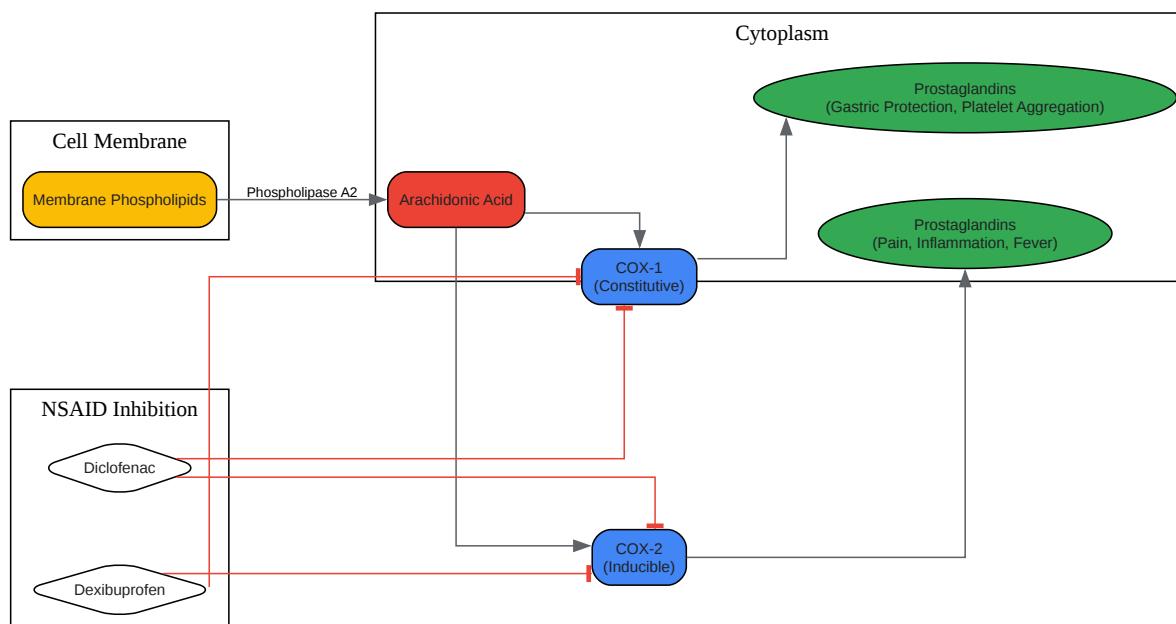 Cytoplasm
Prostaglandins
(Gastric Protection, Platelet Aggregation)
Cell Membrane
Membrane Phospholipids
Phospholipase A2
Arachidonic Acid
Prostaglandins
(Pain, Inflammation, Fever)
COX-1
(Constitutive)
NSAID Inhibition
Diclofenac
COX-2
(Inducible)
Dexibuprofen